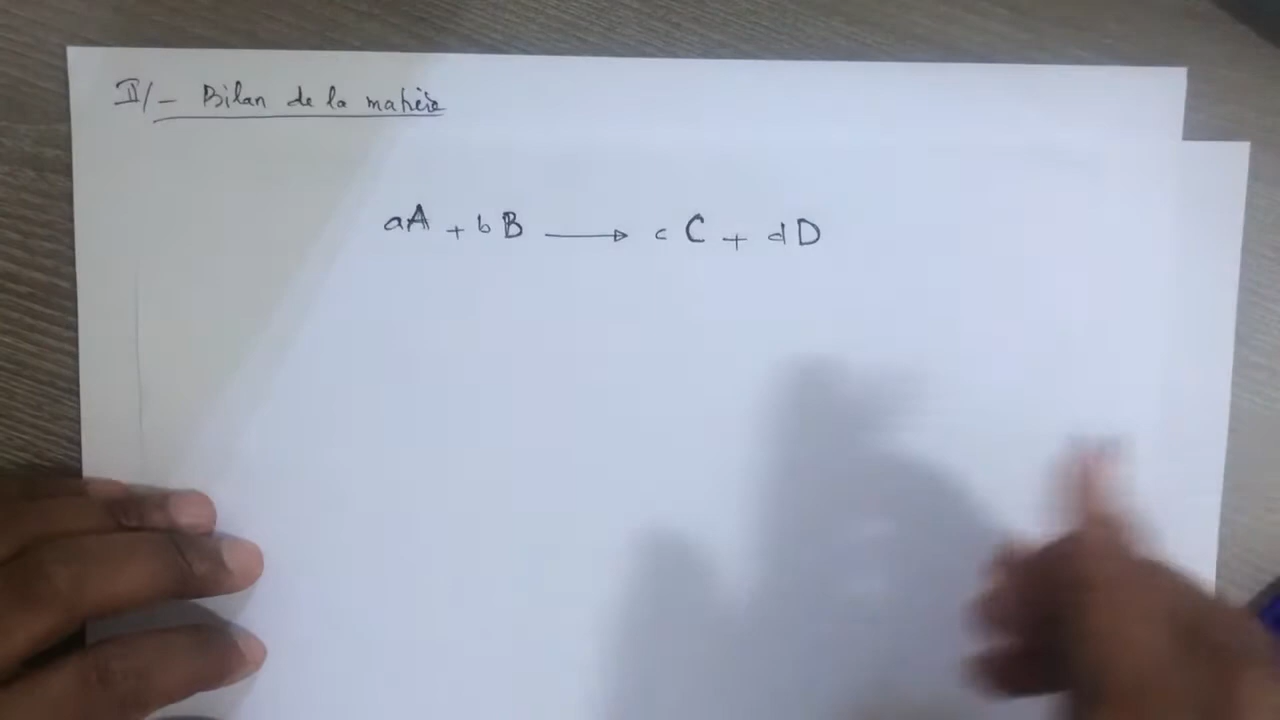 II/- Bilan de la matière
aA + bB ⟶ cC + dD